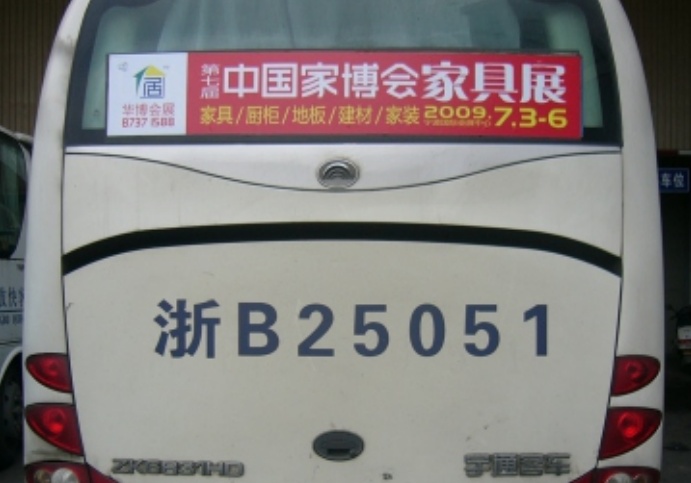 居
华博会展
8737 1588
第七届
中国家博会家具展
家具/厨柜/地板/建材/家装 2009.7.3-6
车位
浙B25051
ZK6831HD
宇通客车